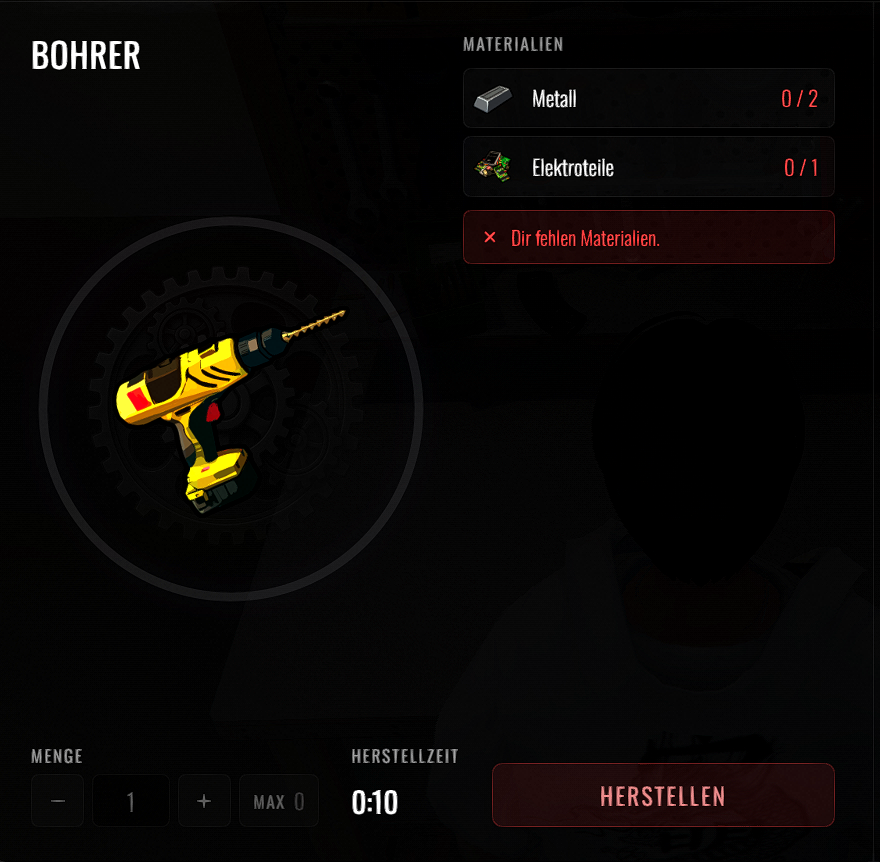 BOHRER
MATERIALIEN
Metall 0 / 2
Elektroteile 0 / 1
× Dir fehlen Materialien.
MENGE
− 1 + MAX 0
HERSTELLZEIT
0:10
HERSTELLEN